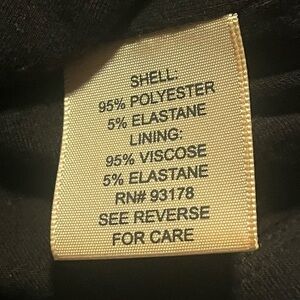 SHELL:
95% POLYESTER
5% ELASTANE
LINING:
95% VISCOSE
5% ELASTANE
RN# 93178
SEE REVERSE
FOR CARE